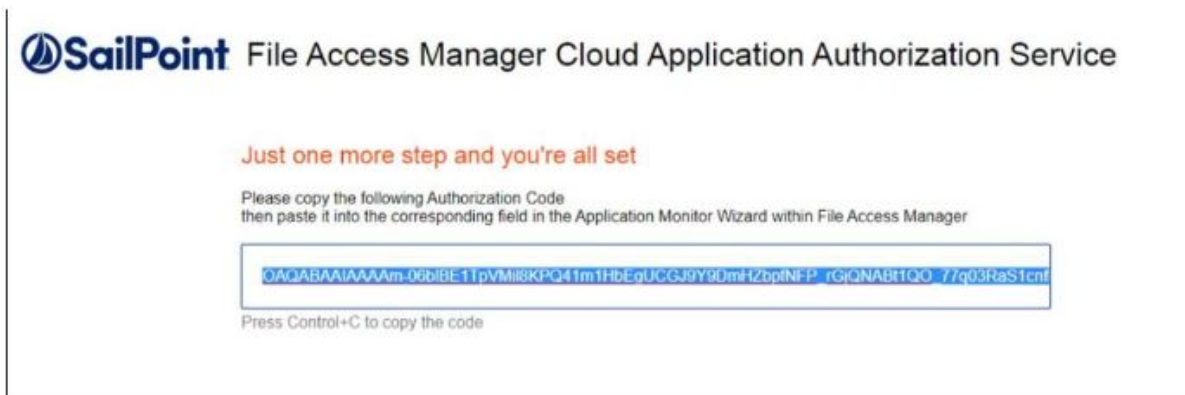 SailPoint File Access Manager Cloud Application Authorization Service
Just one more step and you're all set
Please copy the following Authorization Code
then paste it into the corresponding field in the Application Monitor Wizard within File Access Manager
Press Control+C to copy the code